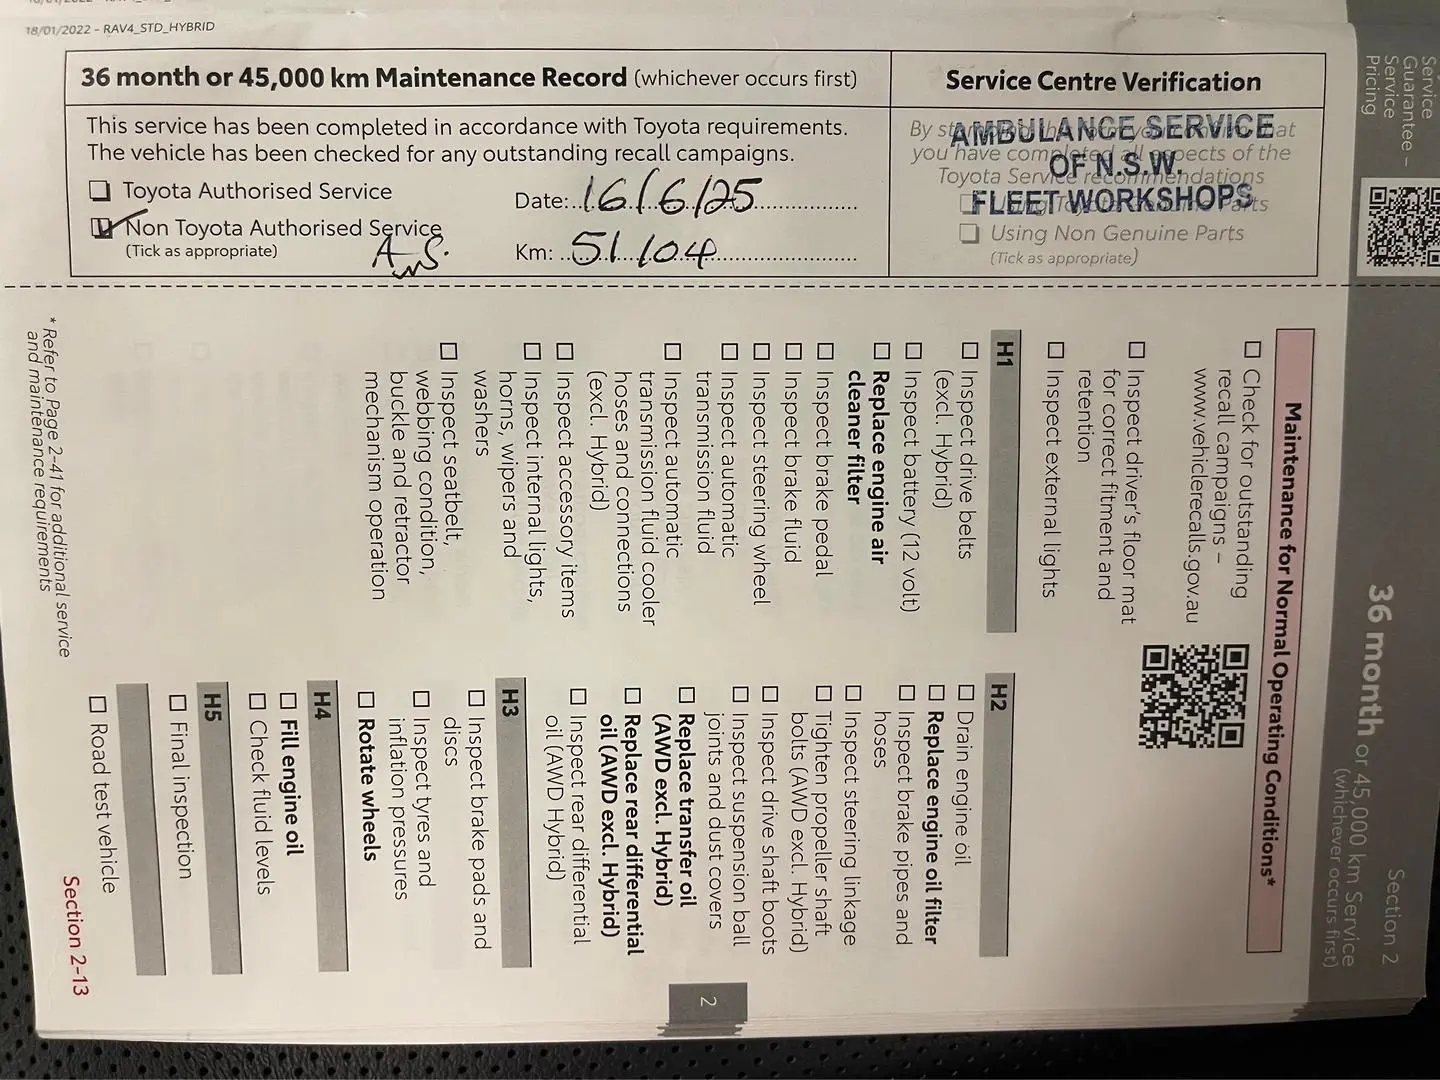 18/01/2022 – RAV4_STD_HYBRID
36 month or 45,000 km Maintenance Record (whichever occurs first)
This service has been completed in accordance with Toyota requirements.
The vehicle has been checked for any outstanding recall campaigns.
Toyota Authorised Service
Non Toyota Authorised Service
(Tick as appropriate)
A.S.
Date: 16/6/25
Km: 51104
Service Centre Verification
AMBULANCE SERVICE
OF N.S.W.
FLEET WORKSHOPS
By
you have completed all aspects of the
Toyota Service recommendations
Using Toyota Genuine Parts
Using Non Genuine Parts
(Tick as appropriate)
Service
Guarantee –
Service
Pricing
Section 2
36 month or 45,000 km Service
(whichever occurs first)
Maintenance for Normal Operating Conditions*
Check for outstanding
recall campaigns –
www.vehiclerecalls.gov.au
Inspect driver's floor mat
for correct fitment and
retention
Inspect external lights
H1
Inspect drive belts
(excl. Hybrid)
Inspect battery (12 volt)
Replace engine air
cleaner filter
Inspect brake pedal
Inspect brake fluid
Inspect steering wheel
Inspect automatic
transmission fluid
Inspect automatic
transmission fluid cooler
hoses and connections
(excl. Hybrid)
Inspect accessory items
Inspect internal lights,
horns, wipers and
washers
Inspect seatbelt,
webbing condition,
buckle and retractor
mechanism operation
H2
Drain engine oil
Replace engine oil filter
Inspect brake pipes and
hoses
Inspect steering linkage
Tighten propeller shaft
bolts (AWD excl. Hybrid)
Inspect drive shaft boots
Inspect suspension ball
joints and dust covers
Replace transfer oil
(AWD excl. Hybrid)
Replace rear differential
oil (AWD excl. Hybrid)
Inspect rear differential
oil (AWD Hybrid)
H3
Inspect brake pads and
discs
Inspect tyres and
inflation pressures
Rotate wheels
H4
Fill engine oil
Check fluid levels
H5
Final inspection
Road test vehicle
* Refer to Page 2-41 for additional service
and maintenance requirements
Section 2-13
2